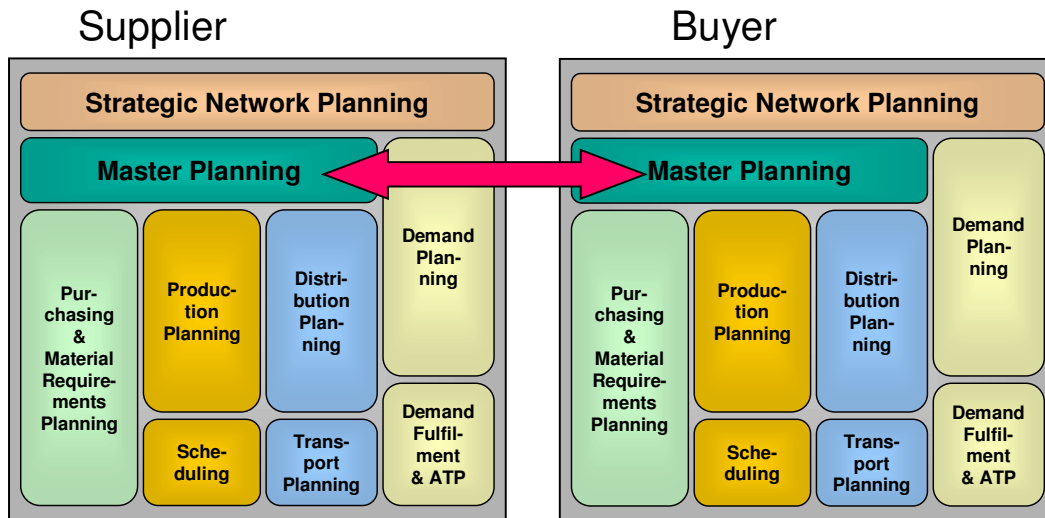 Supplier
Strategic Network Planning
Master Planning
Pur-
chasing
&
Material
Require-
ments
Planning
Produc-
tion
Planning
Distri-
bution
Plan-
ning
Demand
Plan-
ning
Sche-
duling
Trans-
port
Planning
Demand
Fulfil-
ment
& ATP
Buyer
Strategic Network Planning
Master Planning
Pur-
chasing
&
Material
Require-
ments
Planning
Produc-
tion
Planning
Distri-
bution
Plan-
ning
Demand
Plan-
ning
Sche-
duling
Trans-
port
Planning
Demand
Fulfil-
ment
& ATP